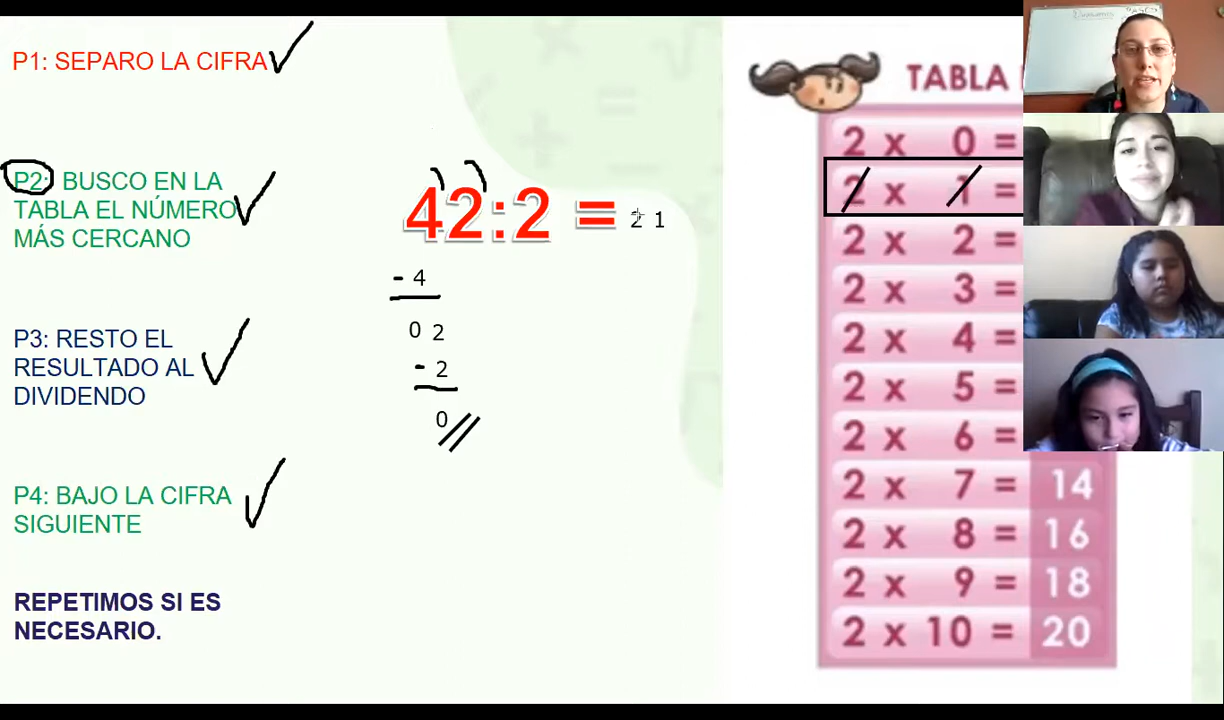 P1: SEPARO LA CIFRA
P2: BUSCO EN LA
TABLA EL NÚMERO
MÁS CERCANO
P3: RESTO EL
RESULTADO AL
DIVIDENDO
P4: BAJO LA CIFRA
SIGUIENTE
REPETIMOS SI ES
NECESARIO.
42:2 = 21
- 4
0 2
- 2
0
TABLA
2 x 0 =
2 x 1 =
2 x 2 =
2 x 3 =
2 x 4 =
2 x 5 =
2 x 6 =
2 x 7 = 14
2 x 8 = 16
2 x 9 = 18
2 x 10 = 20